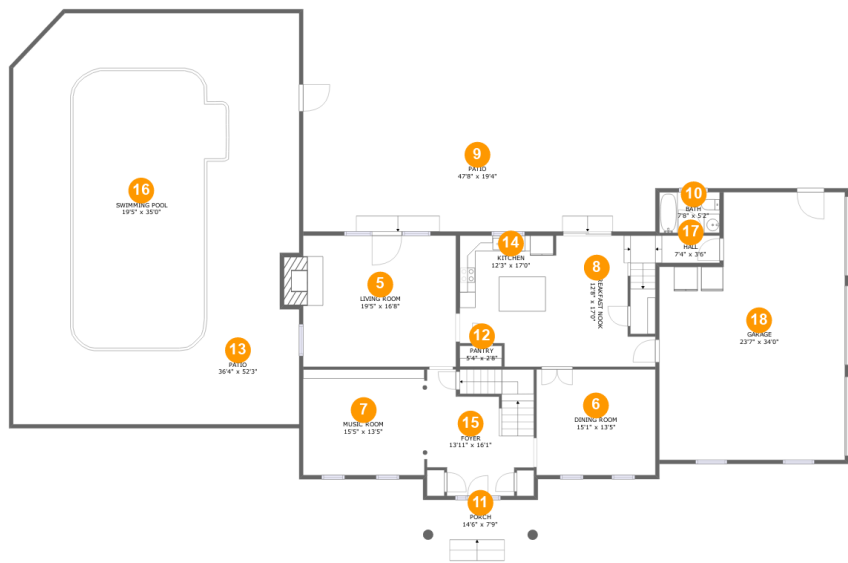 9
PATIO
47'8" x 19'4"
16
SWIMMING POOL
19'5" x 35'0"
10
BATH
7'8" x 5'2"
17
HALL
7'4" x 3'6"
14
KITCHEN
12'3" x 17'0"
8
BREAKFAST NOOK
12'8" x 17'0"
5
LIVING ROOM
19'5" x 16'8"
18
GARAGE
23'7" x 34'0"
12
PANTRY
5'4" x 2'8"
13
PATIO
36'4" x 52'3"
7
MUSIC ROOM
15'5" x 13'5"
15
FOYER
13'11" x 16'1"
6
DINING ROOM
15'1" x 13'5"
11
PORCH
14'6" x 7'9"